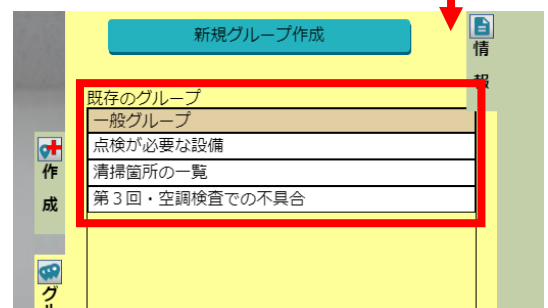 新規グループ作成
情
報
既存のグループ
一般グループ
点検が必要な設備
清掃箇所の一覧
第３回・空調検査での不具合
作
成
グ